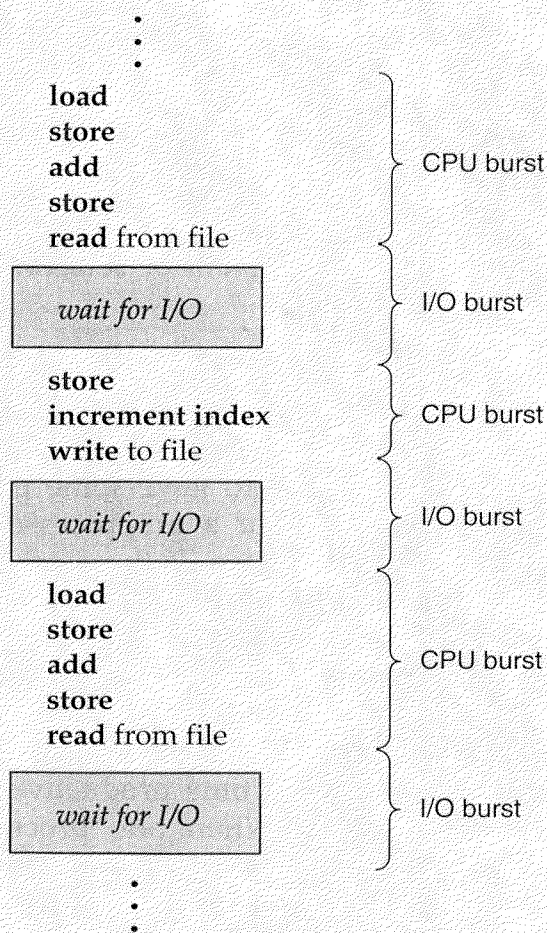 load
store
add
store
read from file
CPU burst
wait for I/O
I/O burst
store
increment index
write to file
CPU burst
wait for I/O
I/O burst
load
store
add
store
read from file
CPU burst
wait for I/O
I/O burst